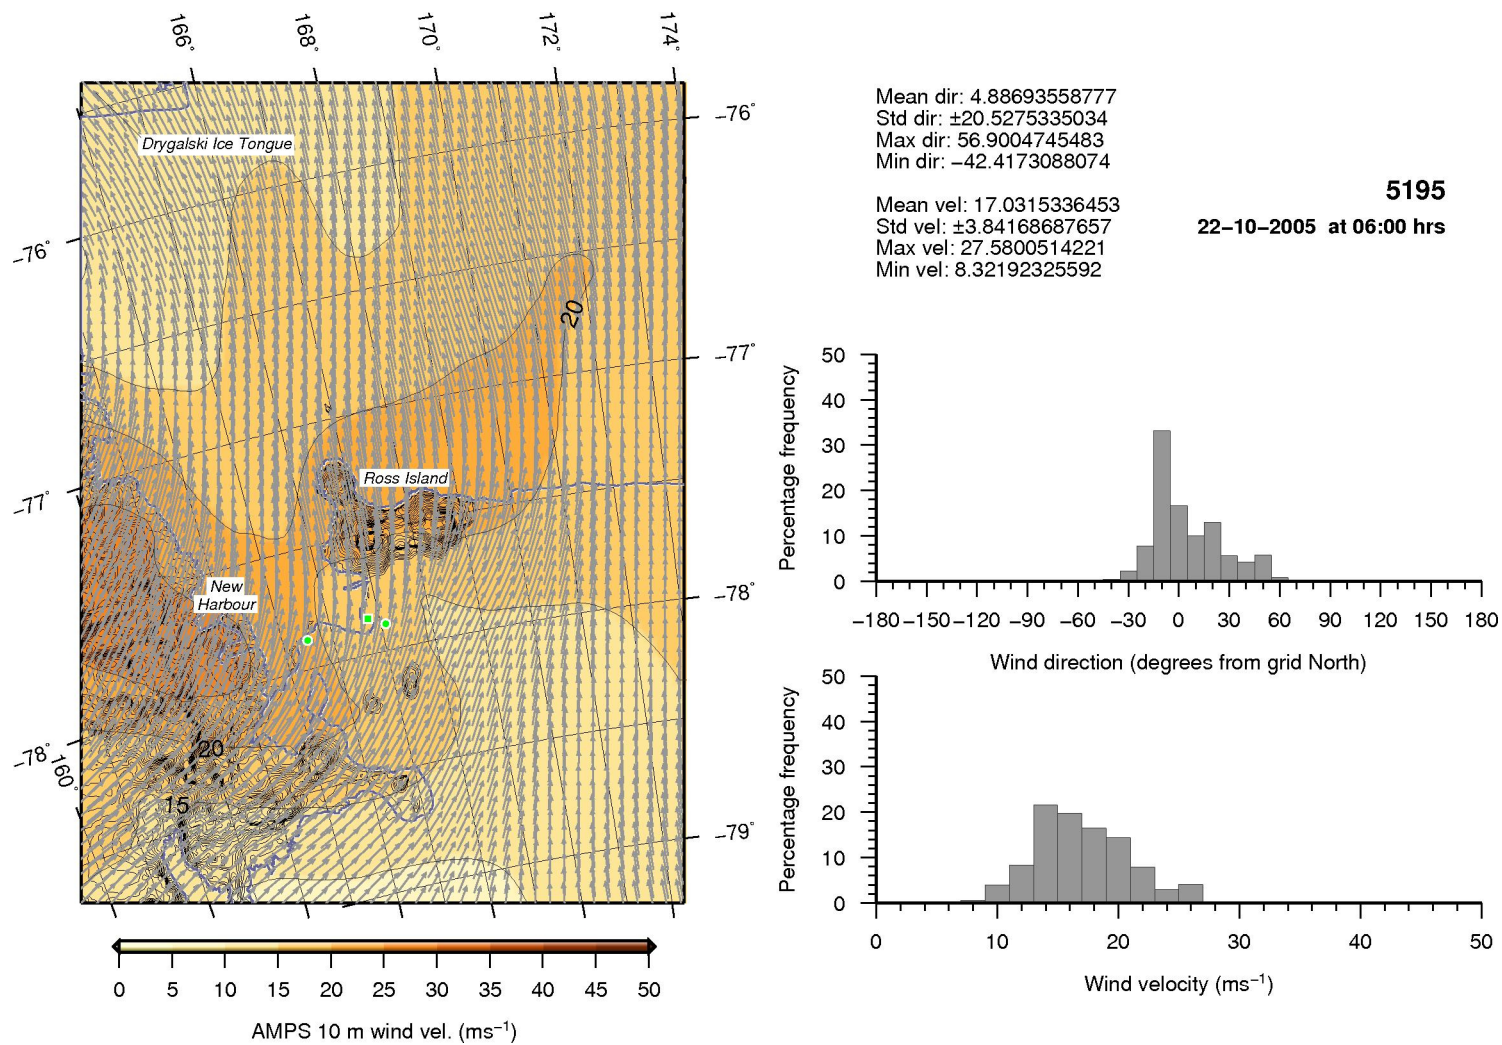 166°
168°
170°
172°
174°
−76°
−77°
−78°
−79°
−76°
−77°
−78°
160°
Drygalski Ice Tongue
Ross Island
New
Harbour
20
20
15
0 5 10 15 20 25 30 35 40 45 50
AMPS 10 m wind vel. (ms−1)
Mean dir: 4.88693558777
Std dir: ±20.5275335034
Max dir: 56.9004745483
Min dir: −42.4173088074
Mean vel: 17.0315336453
Std vel: ±3.84168687657
Max vel: 27.5800514221
Min vel: 8.32192325592
5195
22−10−2005 at 06:00 hrs
50
40
30
20
10
0
Percentage frequency
−180 −150 −120 −90 −60 −30 0 30 60 90 120 150 180
Wind direction (degrees from grid North)
50
40
30
20
10
0
Percentage frequency
0 10 20 30 40 50
Wind velocity (ms−1)